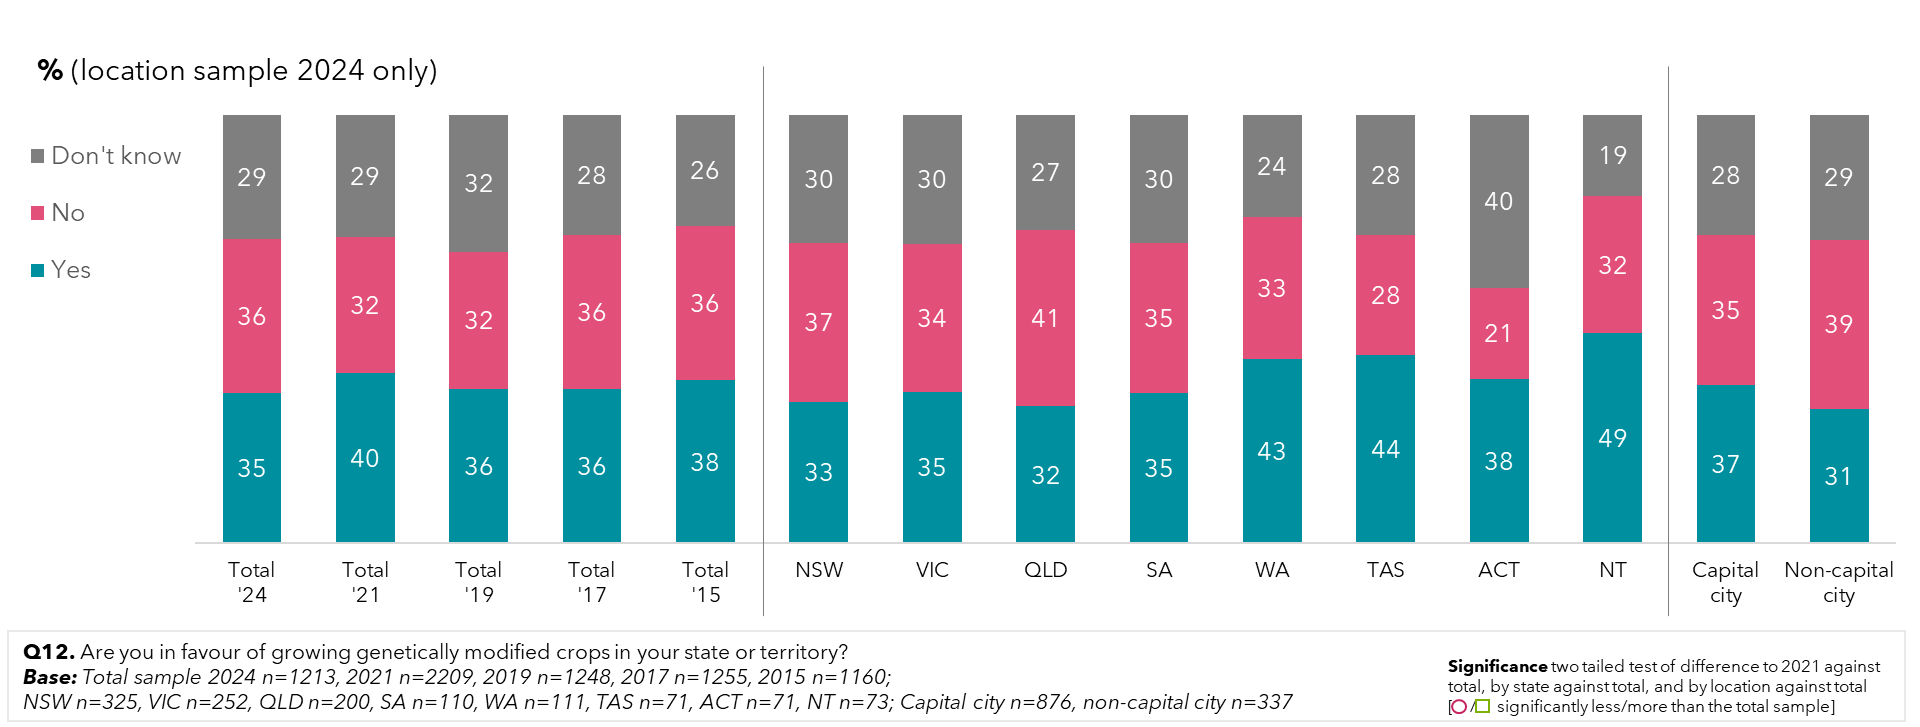 % (location sample 2024 only)
Don't know
No
Yes
29 29 32 28 26 30 30 27 30 24 28 40 19 28 29
36 32 32 36 36 37 34 41 35 33 28 21 32 35 39
35 40 36 36 38 33 35 32 35 43 44 38 49 37 31
Total Total Total Total Total NSW VIC QLD SA WA TAS ACT NT Capital Non-capital
'24 '21 '19 '17 '15 city city
Q12. Are you in favour of growing genetically modified crops in your state or territory?
Base: Total sample 2024 n=1213, 2021 n=2209, 2019 n=1248, 2017 n=1255, 2015 n=1160;
NSW n=325, VIC n=252, QLD n=200, SA n=110, WA n=111, TAS n=71, ACT n=71, NT n=73; Capital city n=876, non-capital city n=337
Significance two tailed test of difference to 2021 against
total, by state against total, and by location against total
[ / significantly less/more than the total sample]